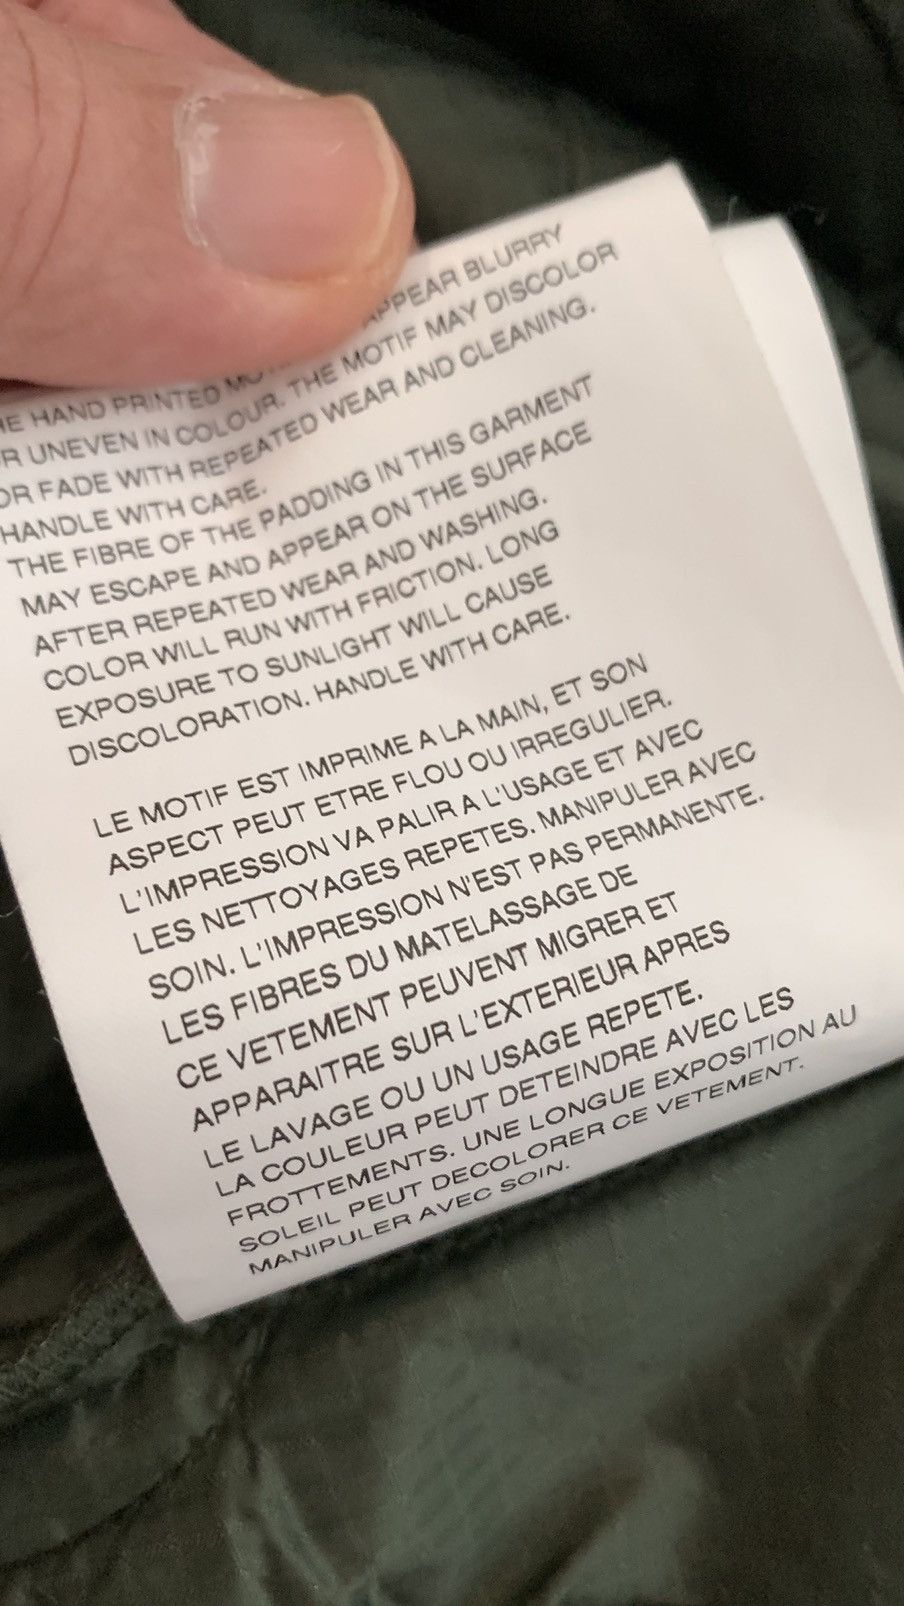 APPEAR BLURRY
HAND PRINTED
UNEVEN IN COLOUR. THE MOTIF MAY DISCOLOR
OR FADE WITH REPEATED WEAR AND CLEANING.
HANDLE WITH CARE.
THE FIBRE OF THE PADDING IN THIS GARMENT
MAY ESCAPE AND APPEAR ON THE SURFACE
AFTER REPEATED WEAR AND WASHING.
COLOR WILL RUN WITH FRICTION. LONG
EXPOSURE TO SUNLIGHT WILL CAUSE
DISCOLORATION. HANDLE WITH CARE.
LE MOTIF EST IMPRIME A LA MAIN, ET SON
ASPECT PEUT ETRE FLOU OU IRREGULIER.
L'IMPRESSION VA PALIR A L'USAGE ET AVEC
LES NETTOYAGES REPETES. MANIPULER AVEC
SOIN. L'IMPRESSION N'EST PAS PERMANENTE.
LES FIBRES DU MATELASSAGE DE
CE VETEMENT PEUVENT MIGRER ET
APPARAITRE SUR L'EXTERIEUR APRES
LE LAVAGE OU UN USAGE REPETE.
LA COULEUR PEUT DETEINDRE AVEC LES
FROTTEMENTS. UNE LONGUE EXPOSITION AU
SOLEIL PEUT DECOLORER CE VETEMENT.
MANIPULER AVEC SOIN.